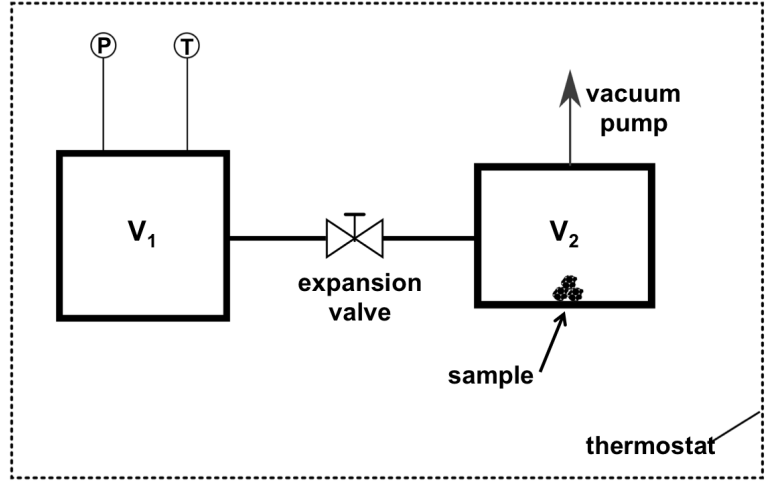 P
T
vacuum
pump
V₁
V₂
expansion
valve
sample
thermostat